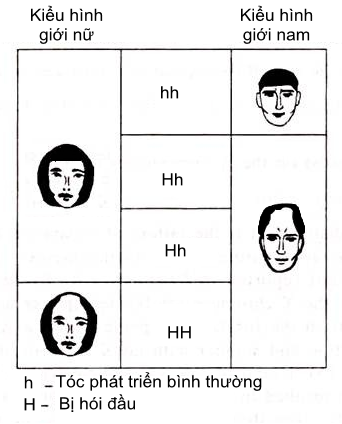 Kiểu hình
giới nữ
Kiểu hình
giới nam
hh
Hh
Hh
HH
h – Tóc phát triển bình thường
H – Bị hói đầu